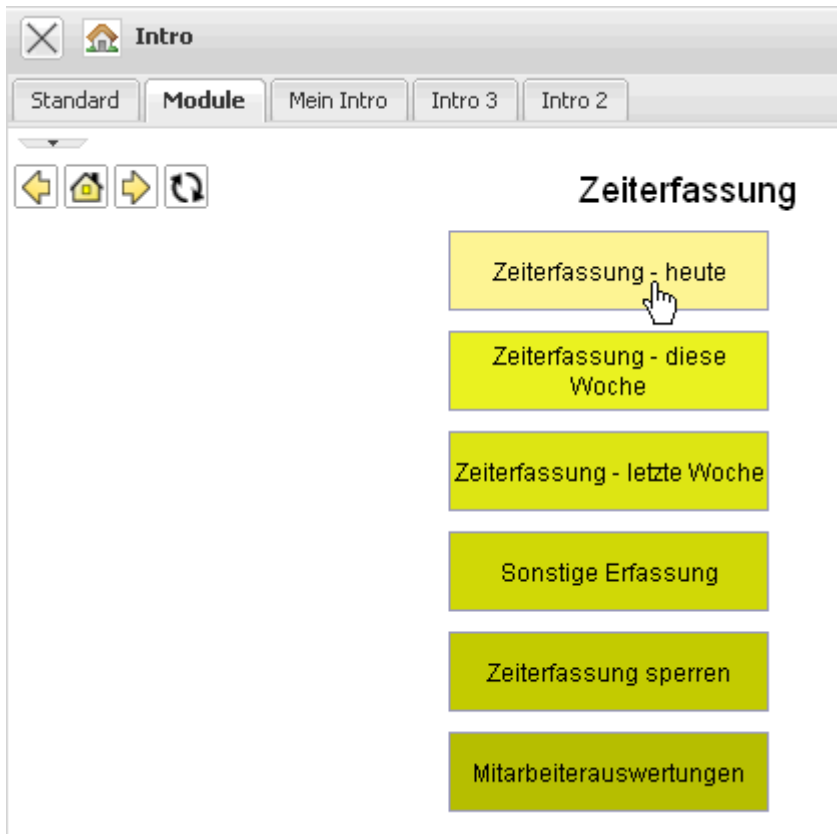 Intro
Standard Module Mein Intro Intro 3 Intro 2
Zeiterfassung
Zeiterfassung - heute
Zeiterfassung - diese
Woche
Zeiterfassung - letzte Woche
Sonstige Erfassung
Zeiterfassung sperren
Mitarbeiterauswertungen